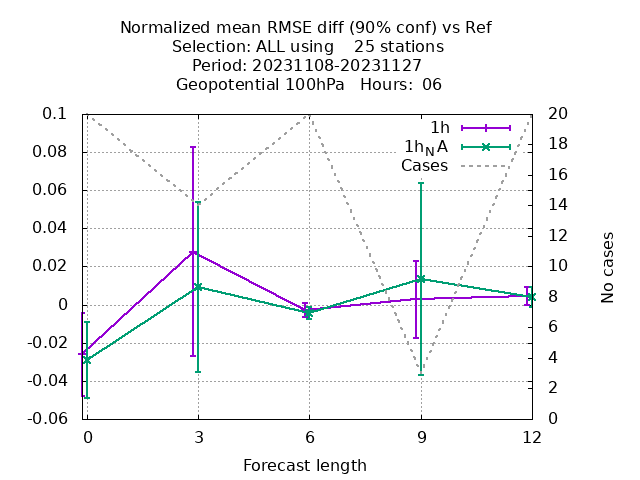 Normalized mean RMSE diff (90% conf) vs Ref
Selection: ALL using    25 stations
Period: 20231108-20231127
Geopotential 100hPa   Hours:  06
0.1
0.08
0.06
0.04
0.02
0
-0.02
-0.04
-0.06
20
18
16
14
12
10
8
6
4
2
0
1h
1hNA
Cases
No cases
0
3
6
9
12
Forecast length